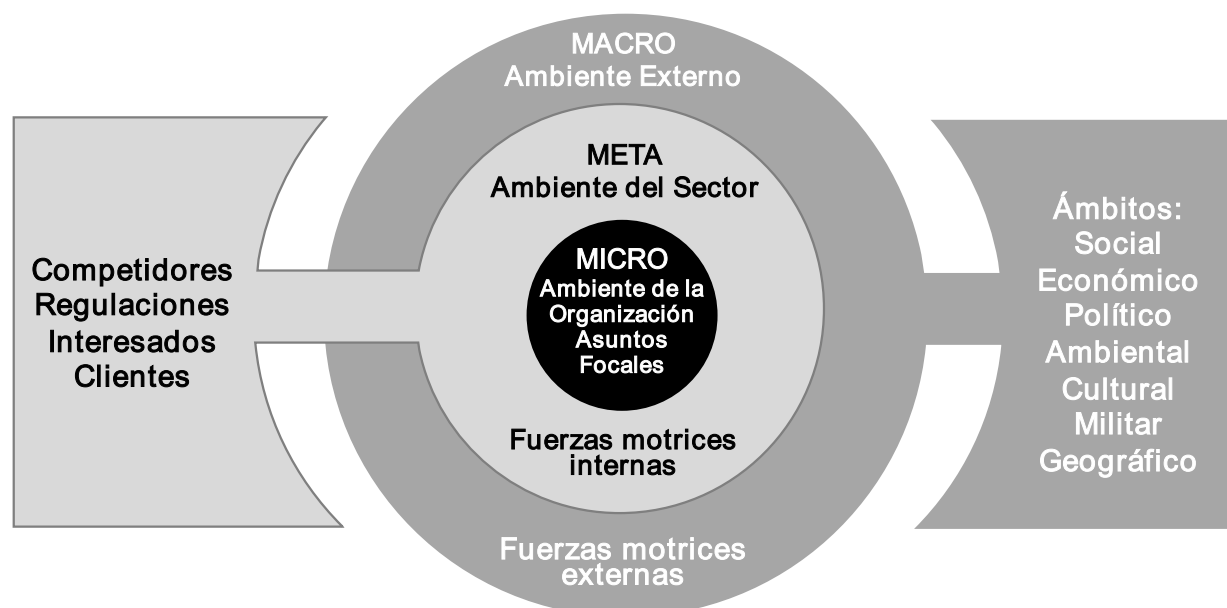 MACRO
Ambiente Externo
META
Ambiente del Sector
MICRO
Ambiente de la
Organización
Asuntos
Focales
Fuerzas motrices
internas
Fuerzas motrices
externas
Competidores
Regulaciones
Interesados
Clientes
Ámbitos:
Social
Económico
Político
Ambiental
Cultural
Militar
Geográfico